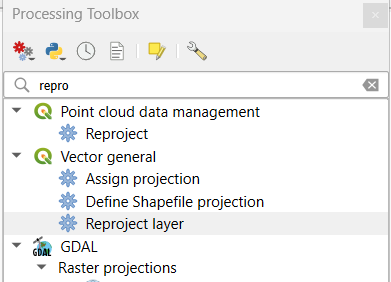 Processing Toolbox
repro
Point cloud data management
Reproject
Vector general
Assign projection
Define Shapefile projection
Reproject layer
GDAL
GDAL
Raster projections